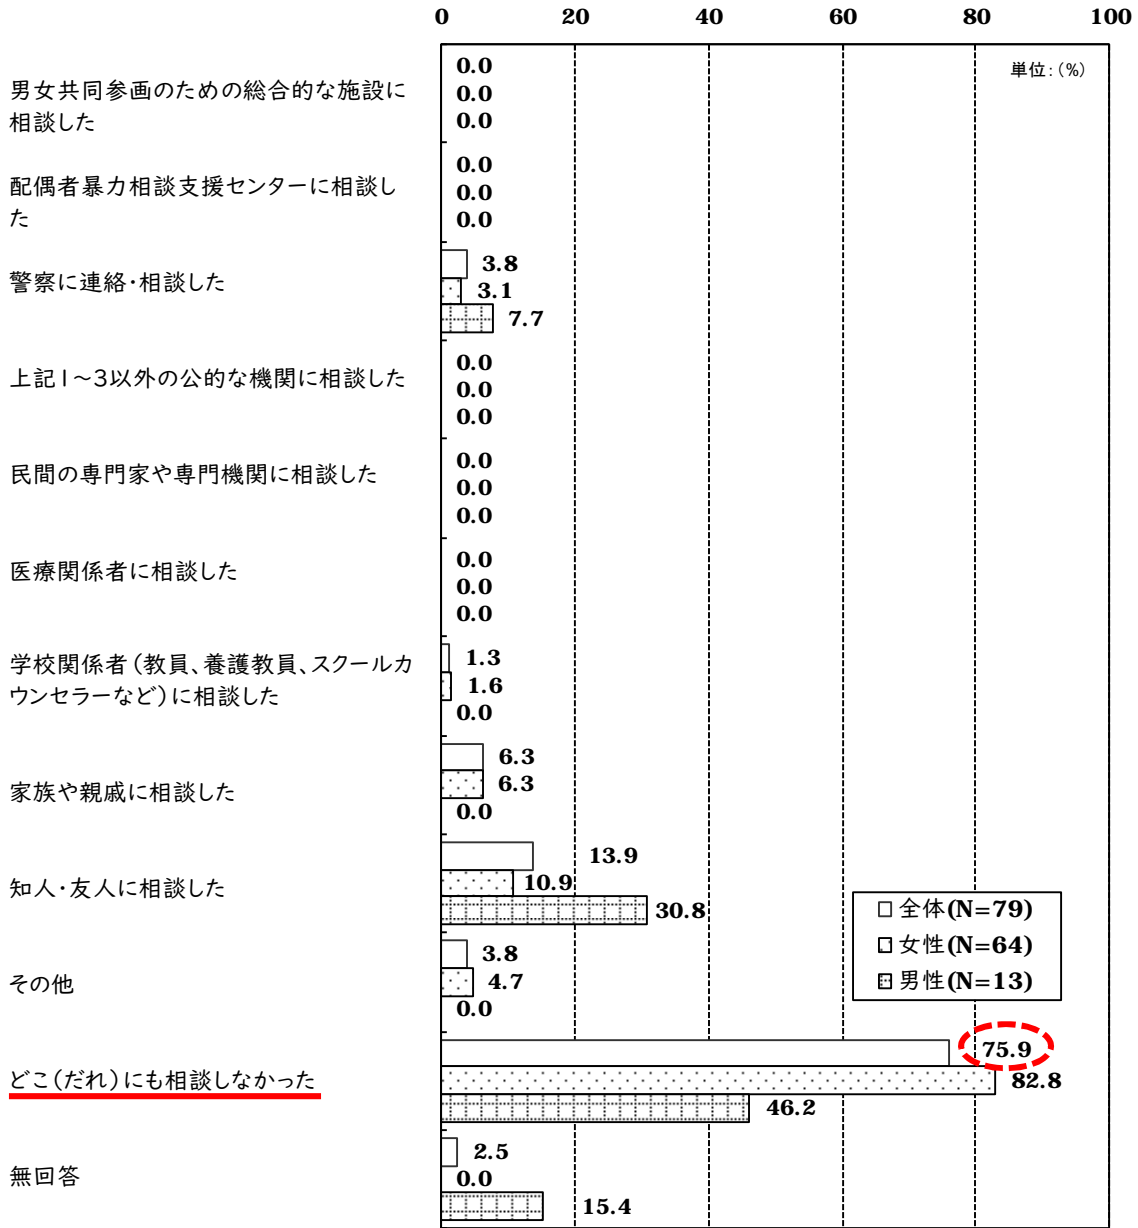 0 20 40 60 80 100
単位:(%)
男女共同参画のための総合的な施設に
相談した
0.0
0.0
0.0
配偶者暴力相談支援センターに相談し
た
0.0
0.0
0.0
警察に連絡・相談した
3.8
3.1
7.7
上記1～3以外の公的な機関に相談した
0.0
0.0
0.0
民間の専門家や専門機関に相談した
0.0
0.0
0.0
医療関係者に相談した
0.0
0.0
0.0
学校関係者(教員、養護教員、スクールカ
ウンセラーなど)に相談した
1.3
1.6
0.0
家族や親戚に相談した
6.3
6.3
0.0
知人・友人に相談した
13.9
10.9
30.8
その他
3.8
4.7
0.0
どこ(だれ)にも相談しなかった
75.9
82.8
46.2
無回答
2.5
0.0
15.4
全体(N=79)
女性(N=64)
男性(N=13)